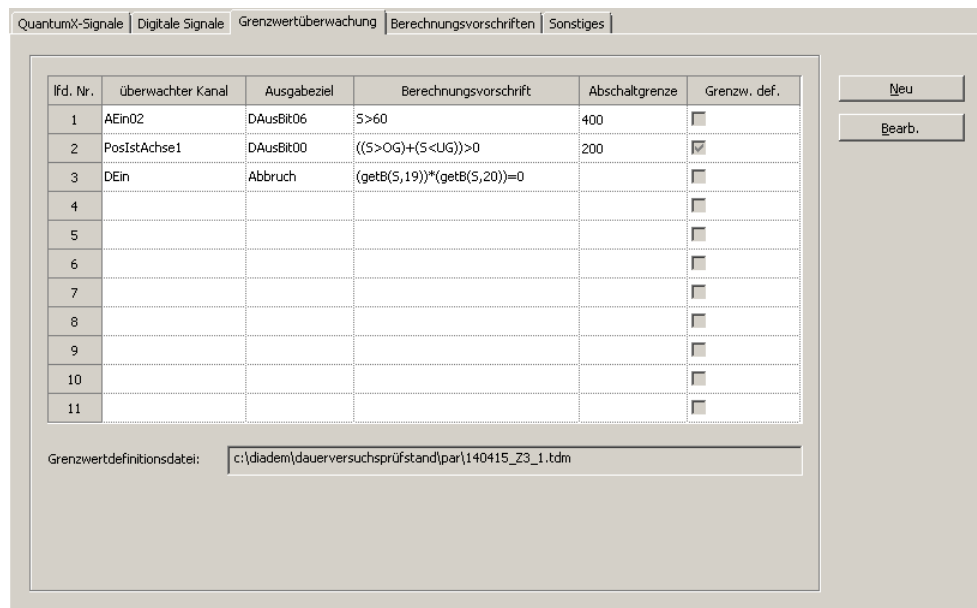 QuantumX-Signale Digitale Signale Grenzwertüberwachung Berechnungsvorschriften Sonstiges
lfd. Nr. überwachter Kanal Ausgabeziel Berechnungsvorschrift Abschaltgrenze Grenzw. def.
1 AEin02 DAusBit06 S>60 400
2 PosIstAchse1 DAusBit00 ((S>OG)+(S<UG))>0 200
3 DEin Abbruch (getB(S,19))*(getB(S,20))=0
4
5
6
7
8
9
10
11
Neu
Bearb.
Grenzwertdefinitionsdatei: c:\diadem\dauerversuchsprüfstand\par\140415_Z3_1.tdm